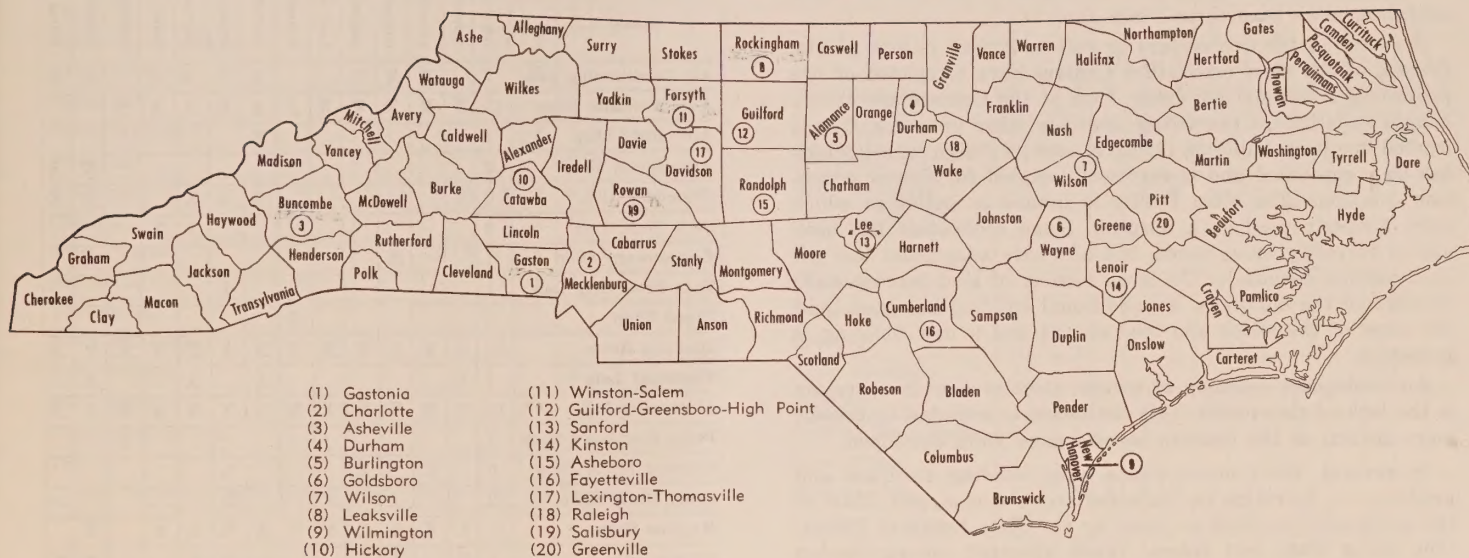 Ashe
Alleghany
Surry
Stokes
Rockingham
(8)
Caswell
Person
Granville
Vance
Warren
Northampton
Halifax
Hertford
Gates
Currituck
Camden
Pasquotank
Perquimans
Chowan
Watauga
Wilkes
Yadkin
Forsyth
(11)
Guilford
(12)
Alamance
(5)
Orange
(4)
Durham
Franklin
Nash
Edgecombe
Bertie
Mitchell
Avery
Caldwell
Alexander
Iredell
Davie
(17)
Davidson
(18)
Wake
(7)
Wilson
Martin
Washington
Tyrrell
Dare
Madison
Yancey
McDowell
Burke
(10)
Catawba
Rowan
(19)
Randolph
(15)
Chatham
Johnston
Pitt
(20)
Beaufort
Hyde
Buncombe
(3)
Haywood
Swain
Graham
Cherokee
Clay
Macon
Jackson
Transylvania
Henderson
Polk
Rutherford
Cleveland
Lincoln
Gaston
(1)
(2)
Mecklenburg
Cabarrus
Stanly
Montgomery
Moore
Lee
(13)
Harnett
(6)
Wayne
Greene
Lenoir
(14)
Craven
Pamlico
Jones
Union
Anson
Richmond
Hoke
Scotland
Cumberland
(16)
Sampson
Duplin
Onslow
Carteret
Robeson
Bladen
Pender
Columbus
Brunswick
New
Hanover
(9)
(1) Gastonia
(2) Charlotte
(3) Asheville
(4) Durham
(5) Burlington
(6) Goldsboro
(7) Wilson
(8) Leaksville
(9) Wilmington
(10) Hickory
(11) Winston-Salem
(12) Guilford-Greensboro-High Point
(13) Sanford
(14) Kinston
(15) Asheboro
(16) Fayetteville
(17) Lexington-Thomasville
(18) Raleigh
(19) Salisbury
(20) Greenville